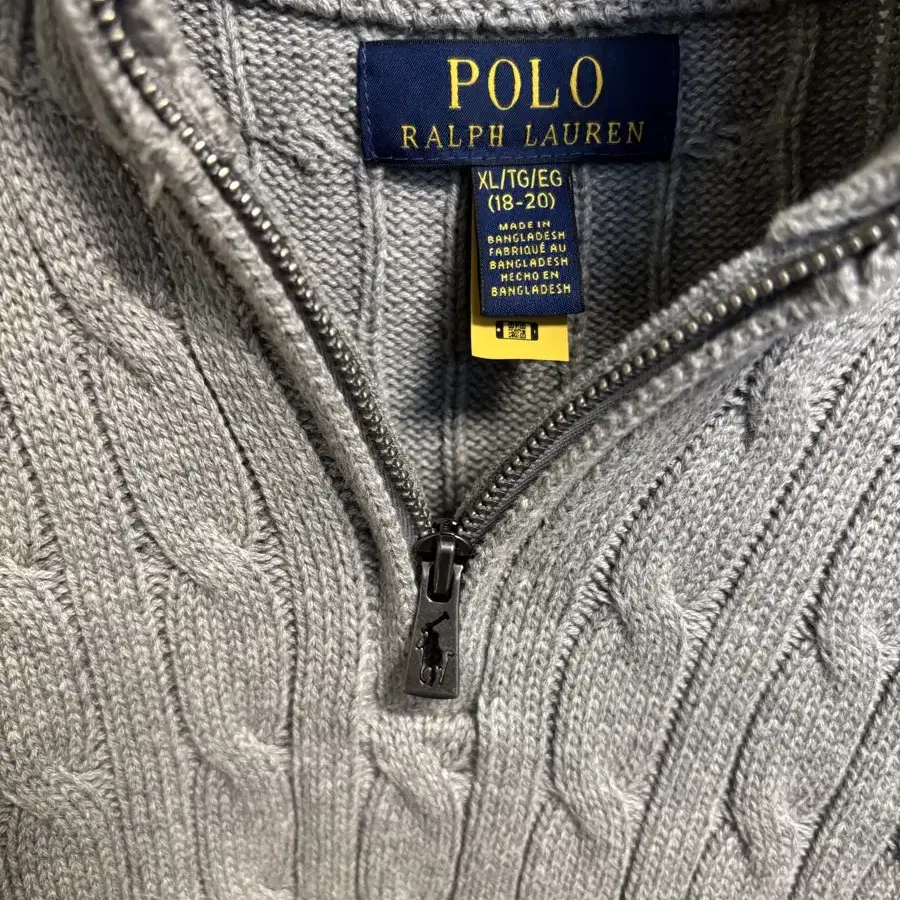 POLO
RALPH LAUREN
XL/TG/EG
(18-20)
MADE IN
BANGLADESH
FABRIQUÉ AU
BANGLADESH
HECHO EN
BANGLADESH